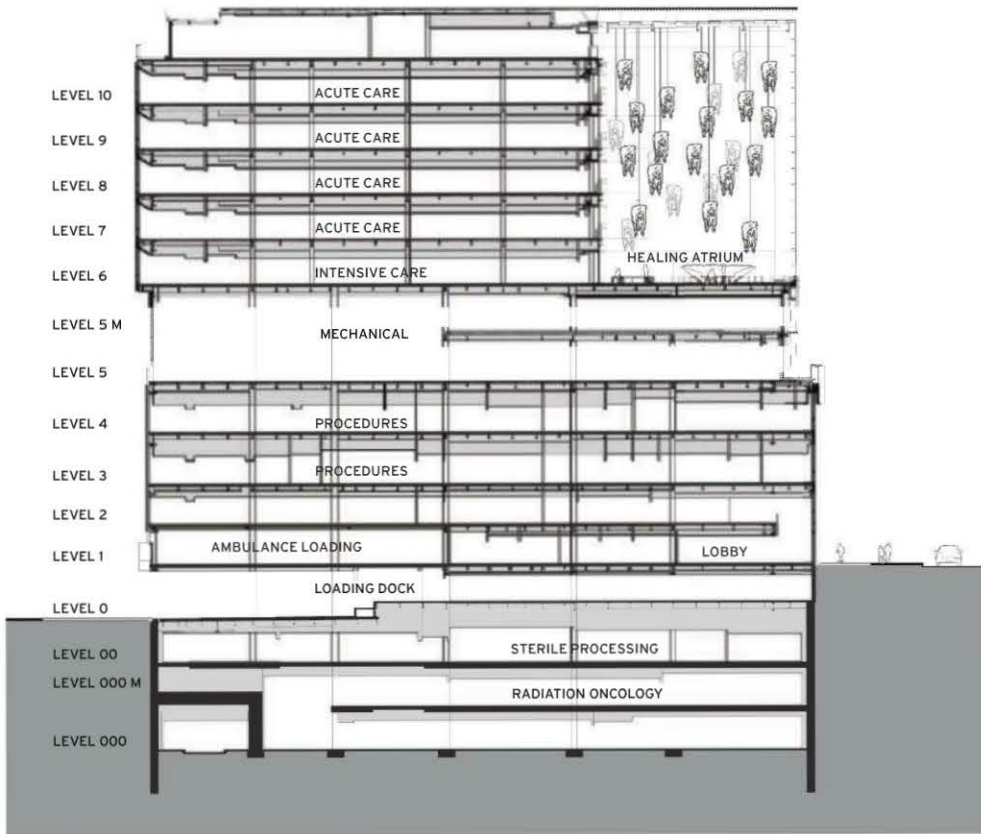 LEVEL 10
ACUTE CARE
LEVEL 9
ACUTE CARE
LEVEL 8
ACUTE CARE
LEVEL 7
ACUTE CARE
HEALING ATRIUM
LEVEL 6
INTENSIVE CARE
LEVEL 5 M
MECHANICAL
LEVEL 5
LEVEL 4
PROCEDURES
LEVEL 3
PROCEDURES
LEVEL 2
LEVEL 1
AMBULANCE LOADING
LOBBY
LOADING DOCK
LEVEL 0
LEVEL 00
STERILE PROCESSING
LEVEL 000 M
RADIATION ONCOLOGY
LEVEL 000